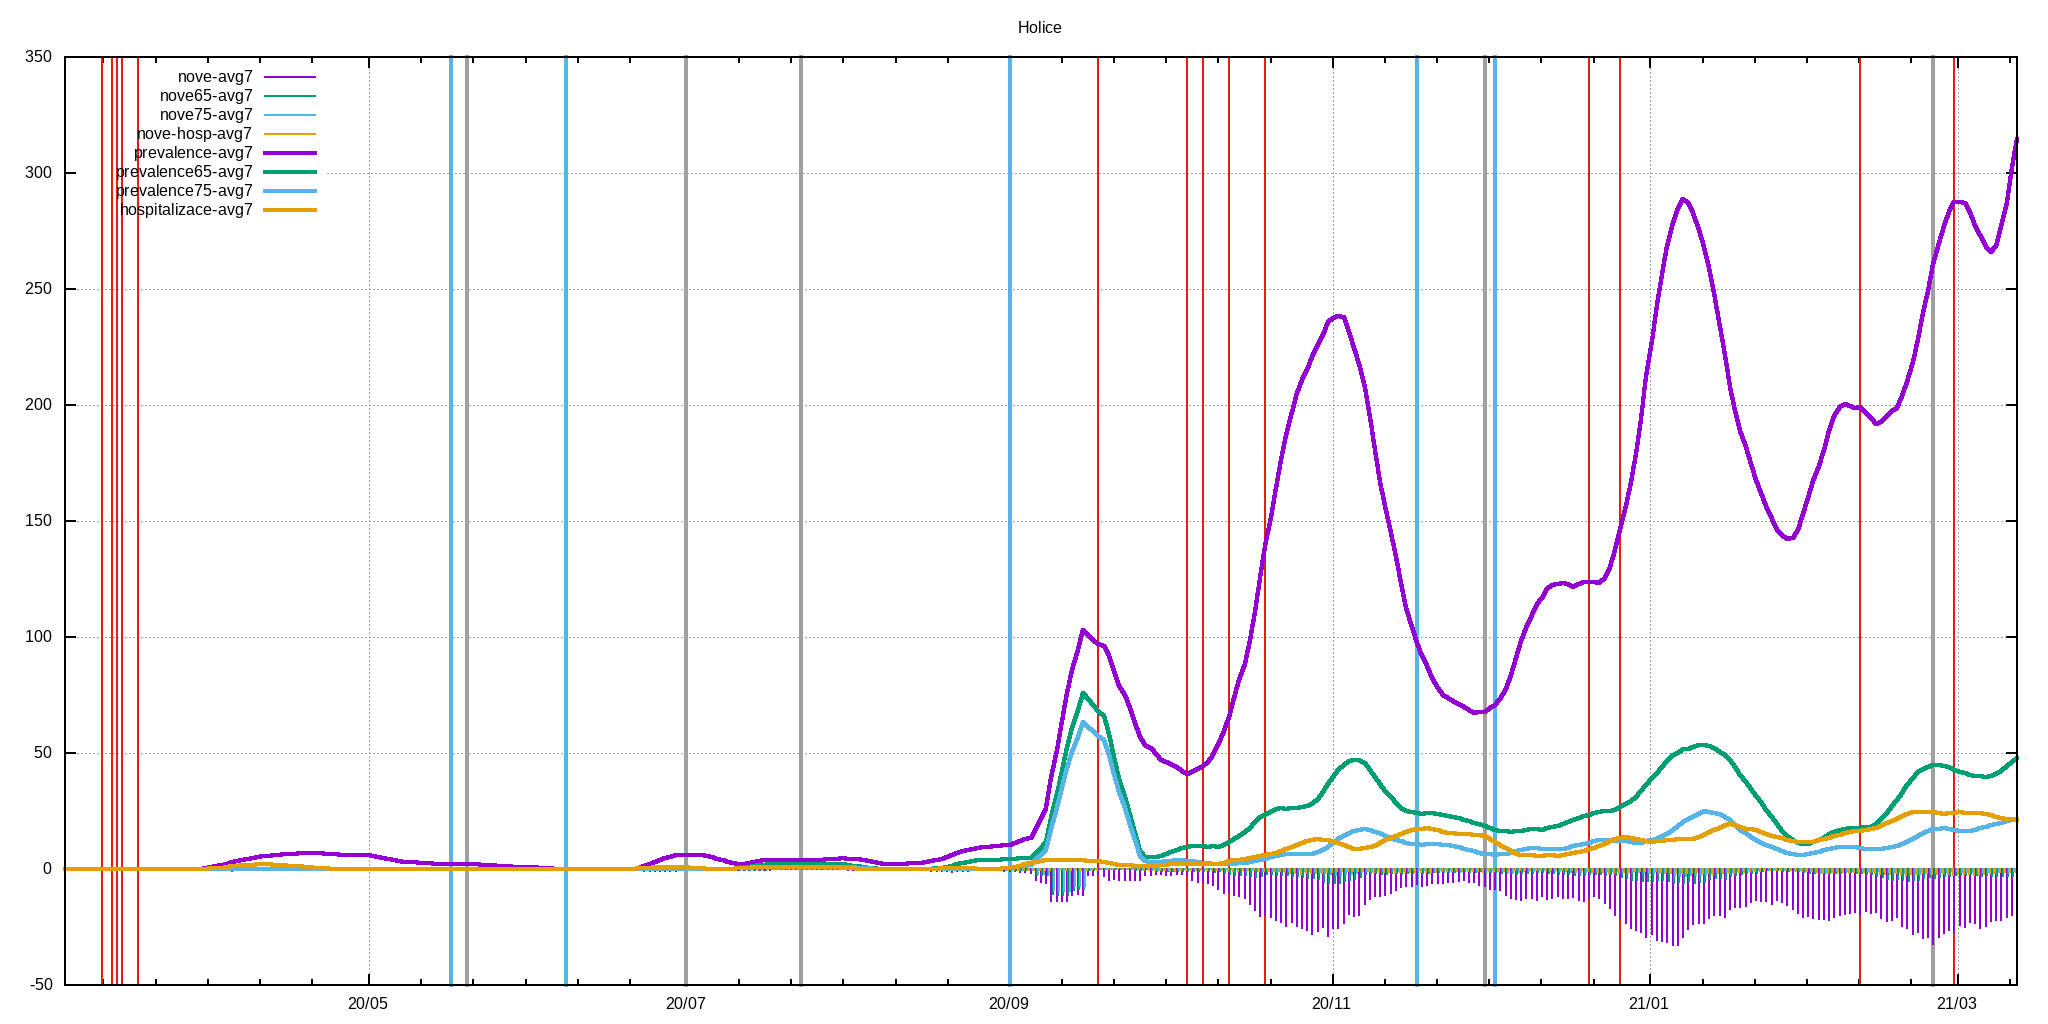 Holice
350
300
250
200
150
100
50
0
-50
nove-avg7
nove65-avg7
nove75-avg7
nove-hosp-avg7
prevalence-avg7
prevalence65-avg7
prevalence75-avg7
hospitalizace-avg7
20/05
20/07
20/09
20/11
21/01
21/03